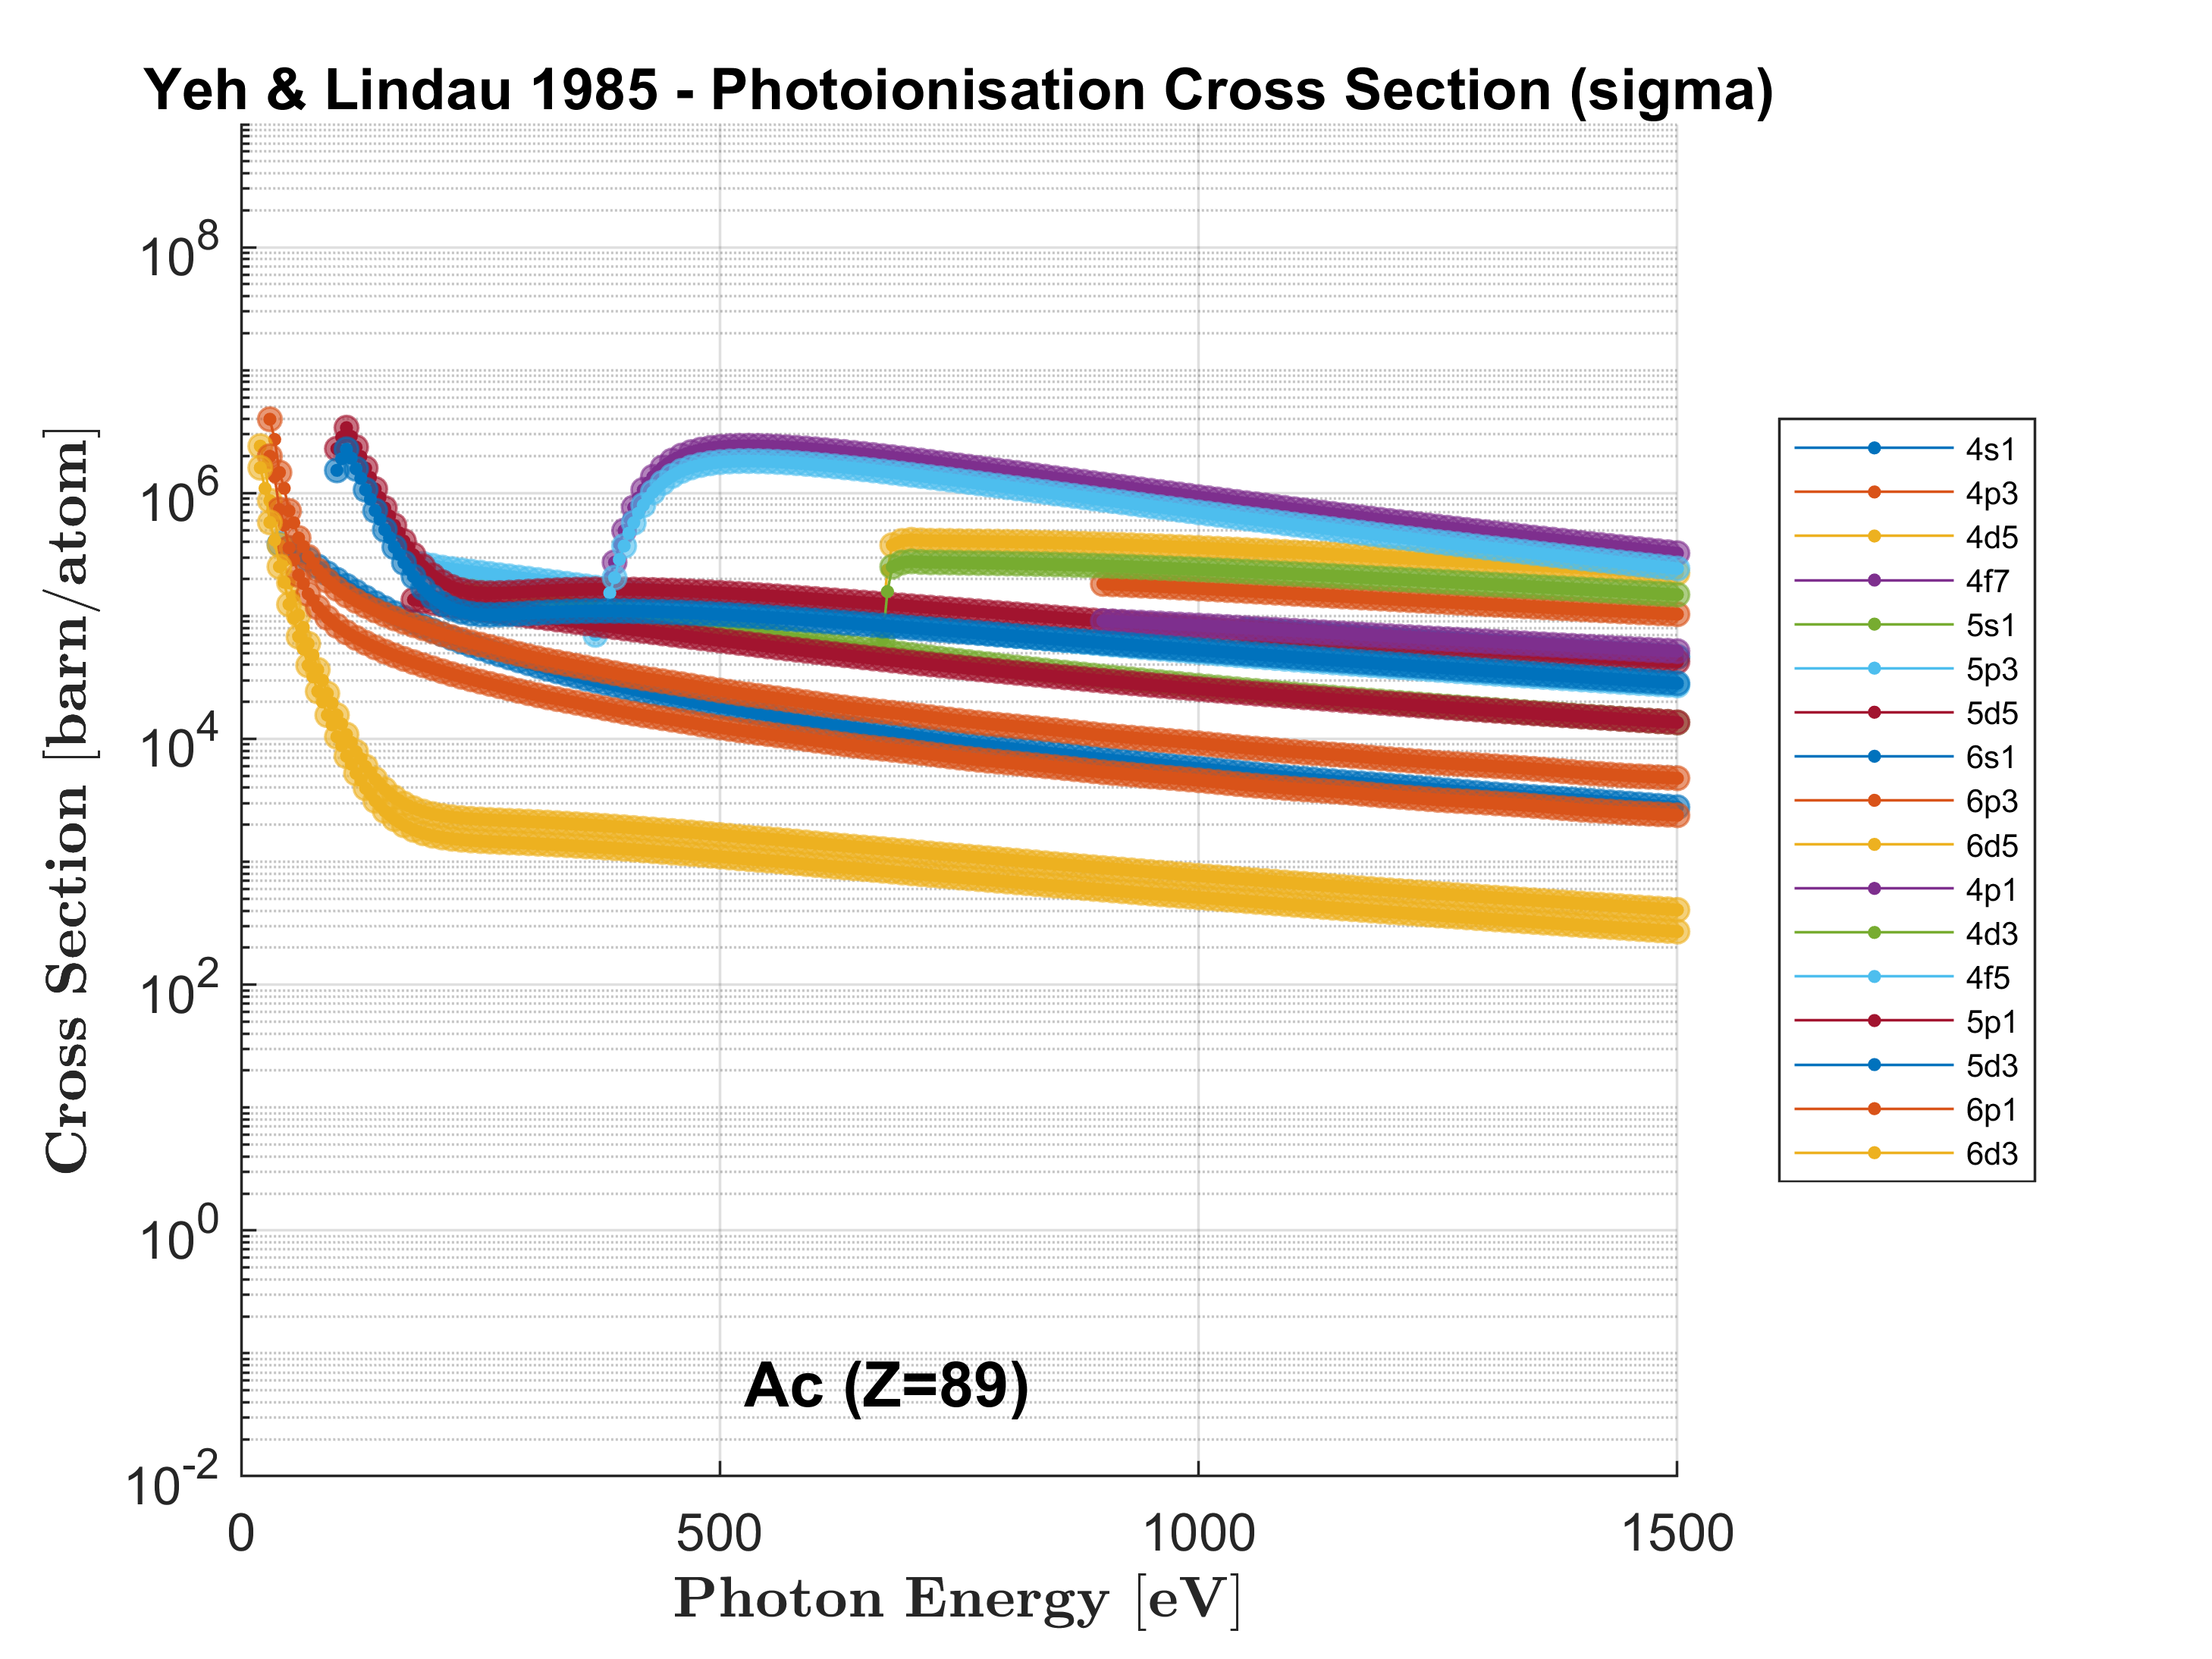 Yeh & Lindau 1985 - Photoionisation Cross Section (sigma)
Cross Section [barn/atom]
10^8
10^6
10^4
10^2
10^0
10^-2
0 500 1000 1500
Photon Energy [eV]
Ac (Z=89)
4s1
4p3
4d5
4f7
5s1
5p3
5d5
6s1
6p3
6d5
4p1
4d3
4f5
5p1
5d3
6p1
6d3